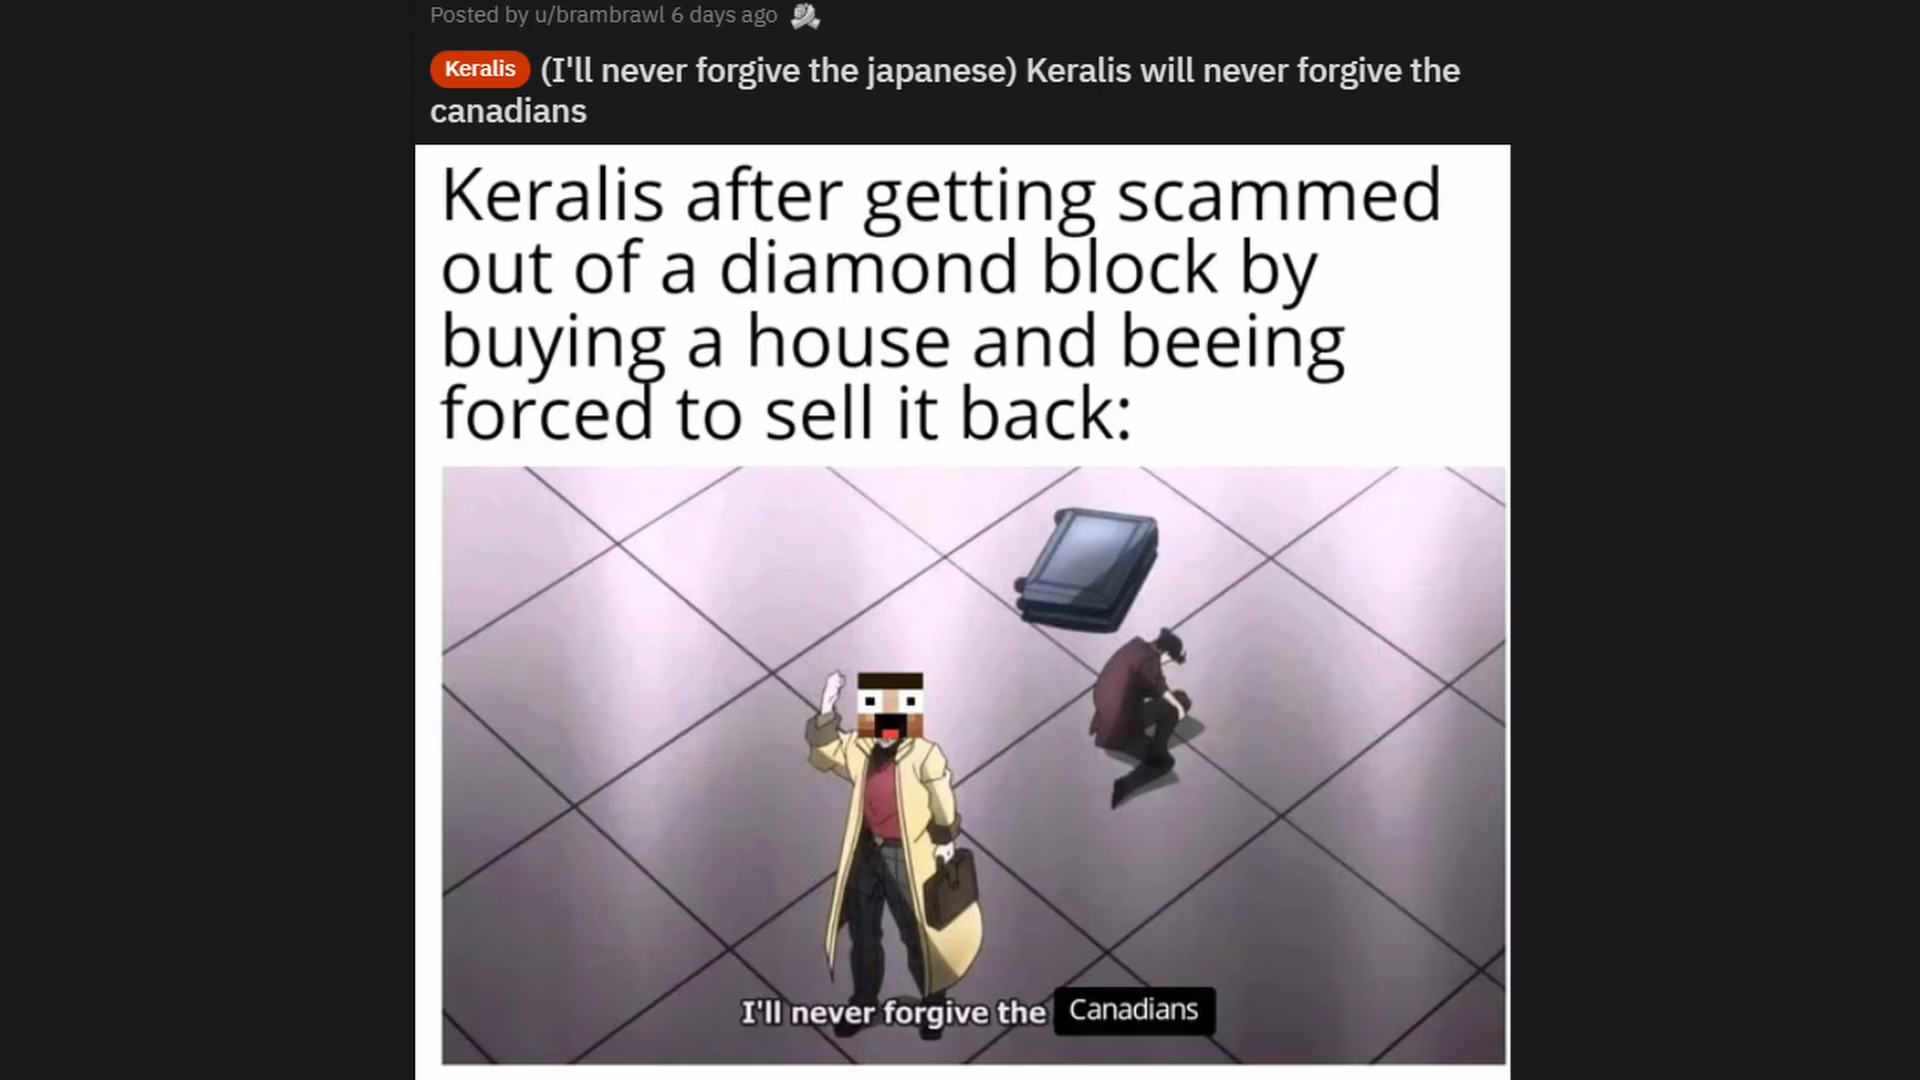 Posted by u/brambrawl 6 days ago
Keralis (I'll never forgive the japanese) Keralis will never forgive the
canadians
Keralis after getting scammed
out of a diamond block by
buying a house and beeing
forced to sell it back:
I'll never forgive the Canadians